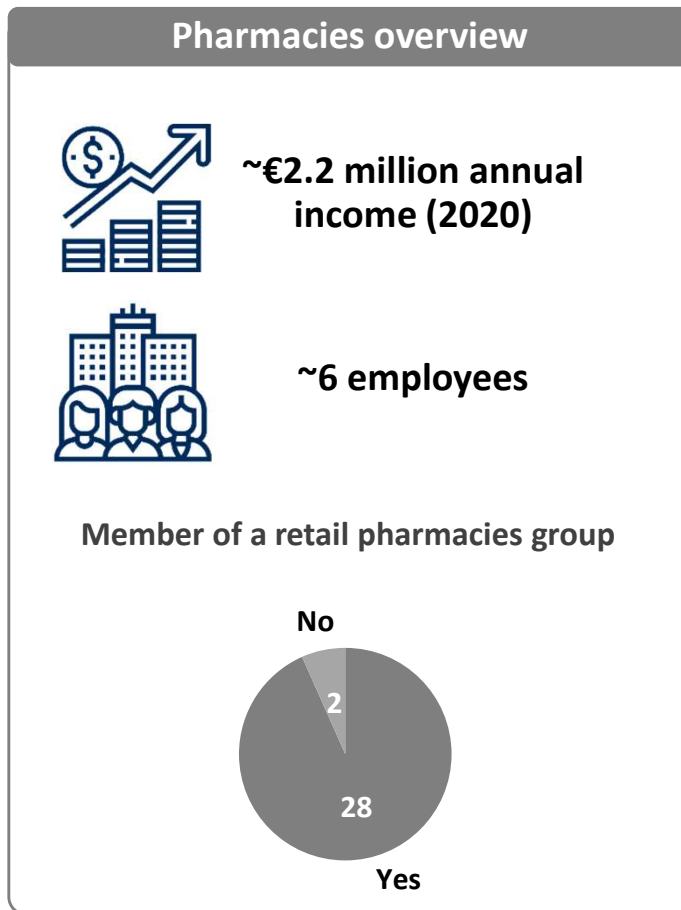 Pharmacies overview
$
~€2.2 million annual
income (2020)
~6 employees
Member of a retail pharmacies group
No
2
28
Yes